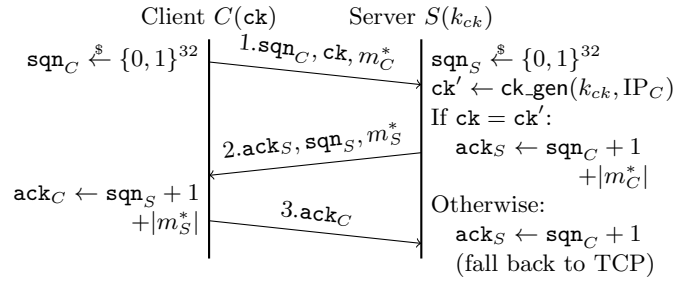 Client C(ck) Server S(k_ck)
sqn_C ←$ {0, 1}^32
1.sqn_C, ck, m*_C
sqn_S ←$ {0, 1}^32
ck′ ← ck_gen(k_ck, IP_C)
If ck = ck′:
2.ack_S, sqn_S, m*_S
ack_S ← sqn_C + 1
+|m*_C|
ack_C ← sqn_S + 1
+|m*_S|
3.ack_C
Otherwise:
ack_S ← sqn_C + 1
(fall back to TCP)